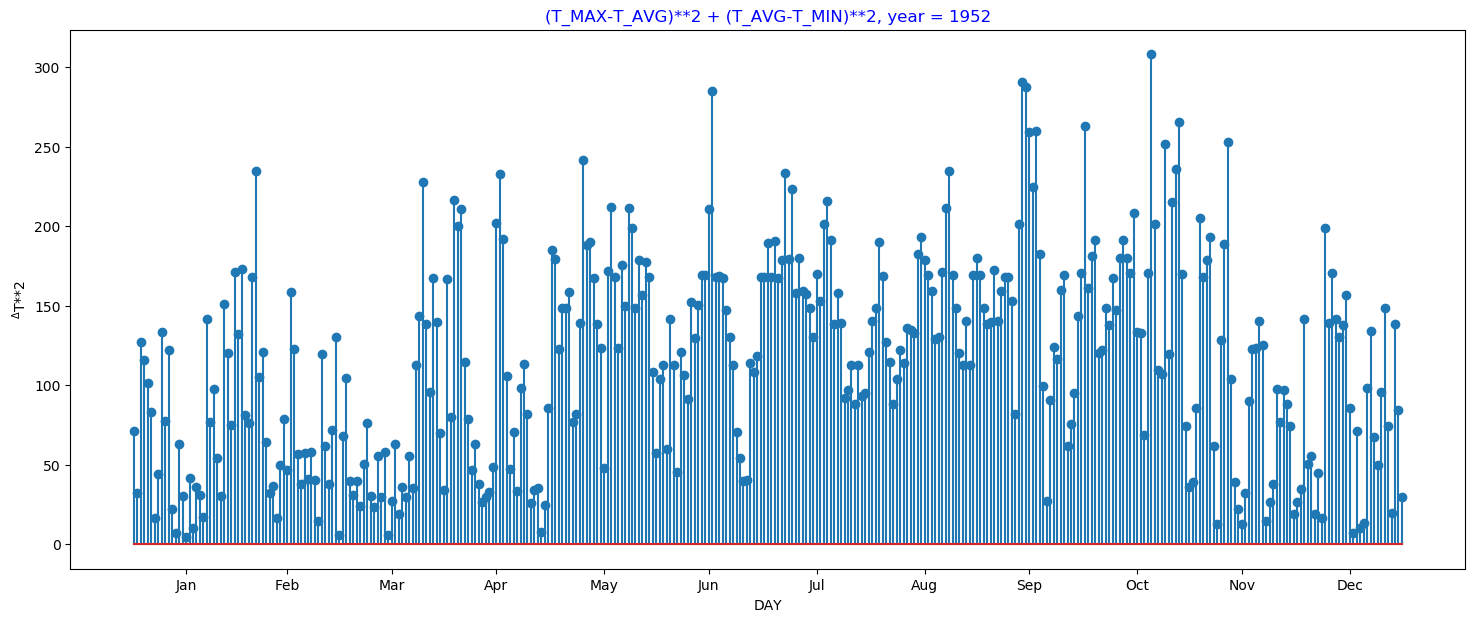 (T_MAX-T_AVG)**2 + (T_AVG-T_MIN)**2, year = 1952
300
250
200
150
100
50
0
ΔT**2
Jan Feb Mar Apr May Jun Jul Aug Sep Oct Nov Dec
DAY